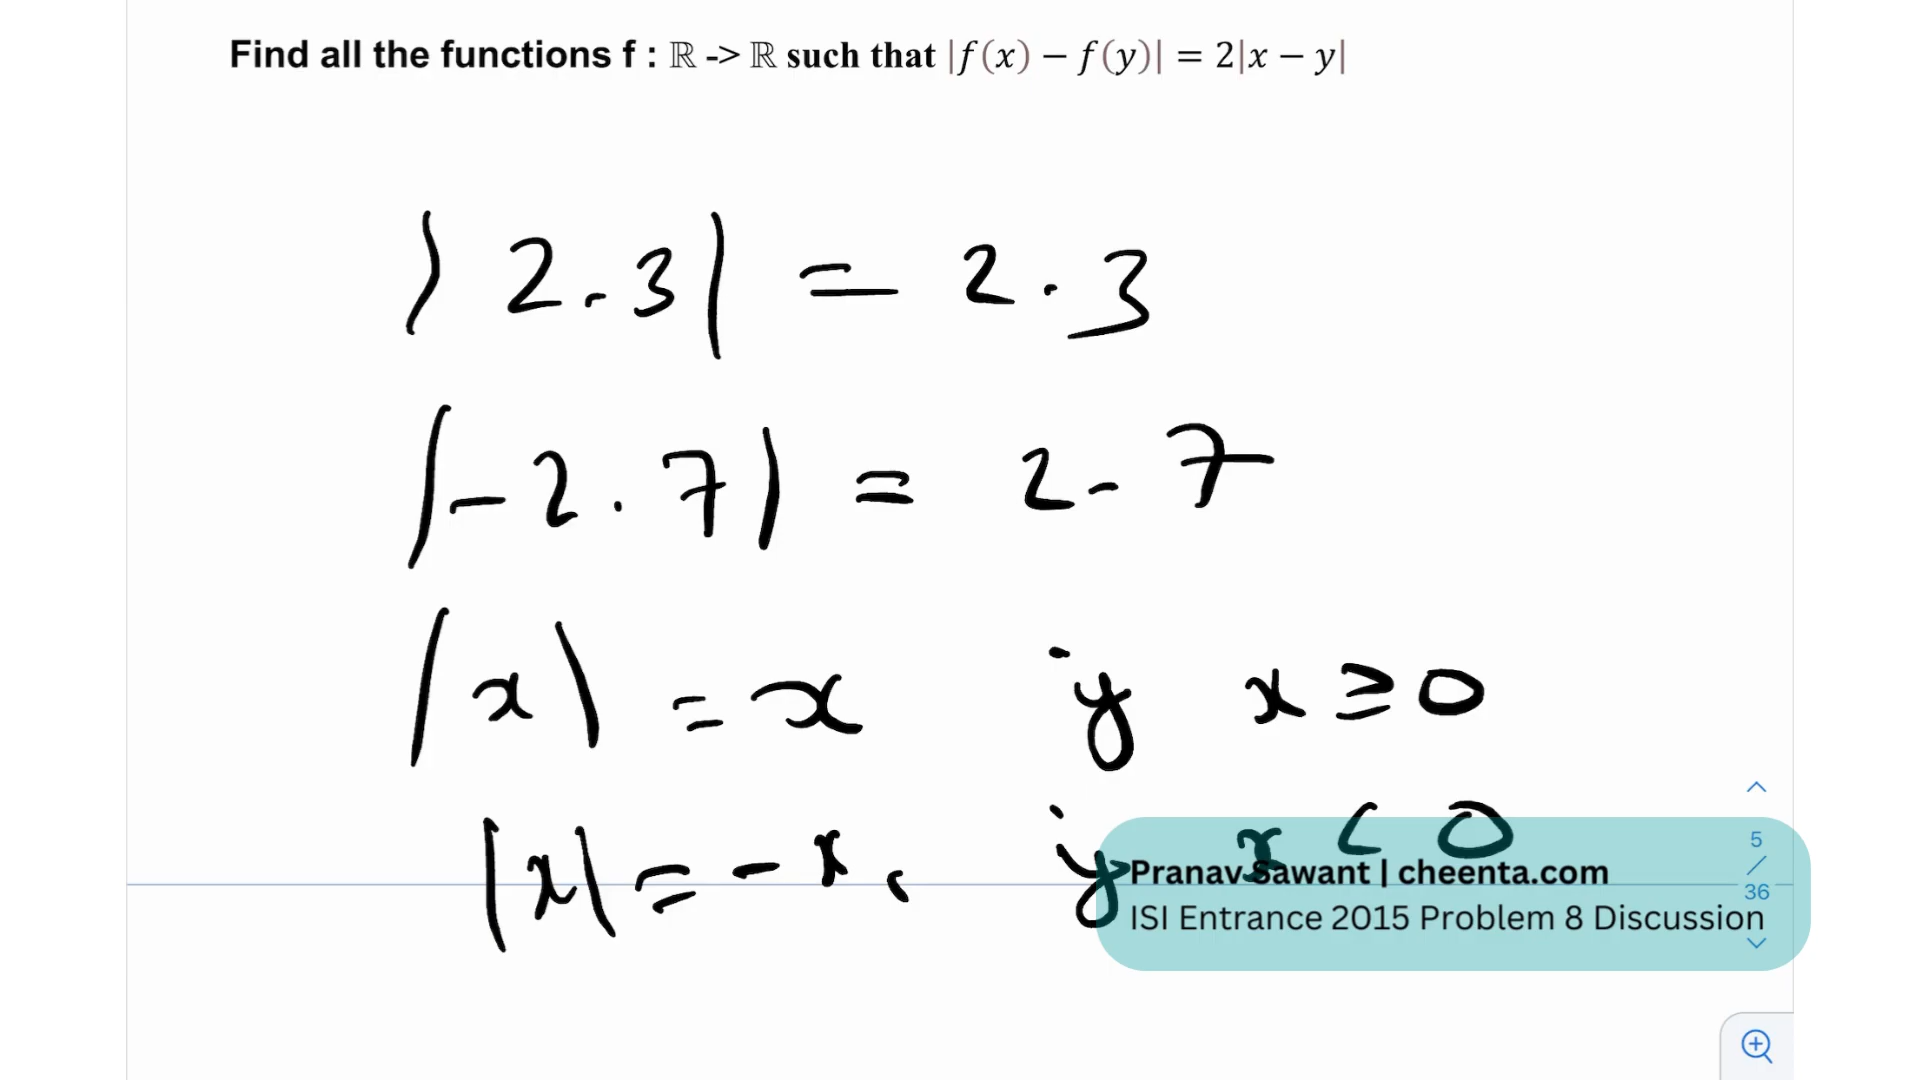 Find all the functions f : ℝ -> ℝ such that |f(x) − f(y)| = 2|x − y|
|2.3| = 2.3
|-2.7| = 2.7
|x| = x if x ≥ 0
|x| = -x, if x < 0
5
/
36
Pranav Sawant | cheenta.com
ISI Entrance 2015 Problem 8 Discussion